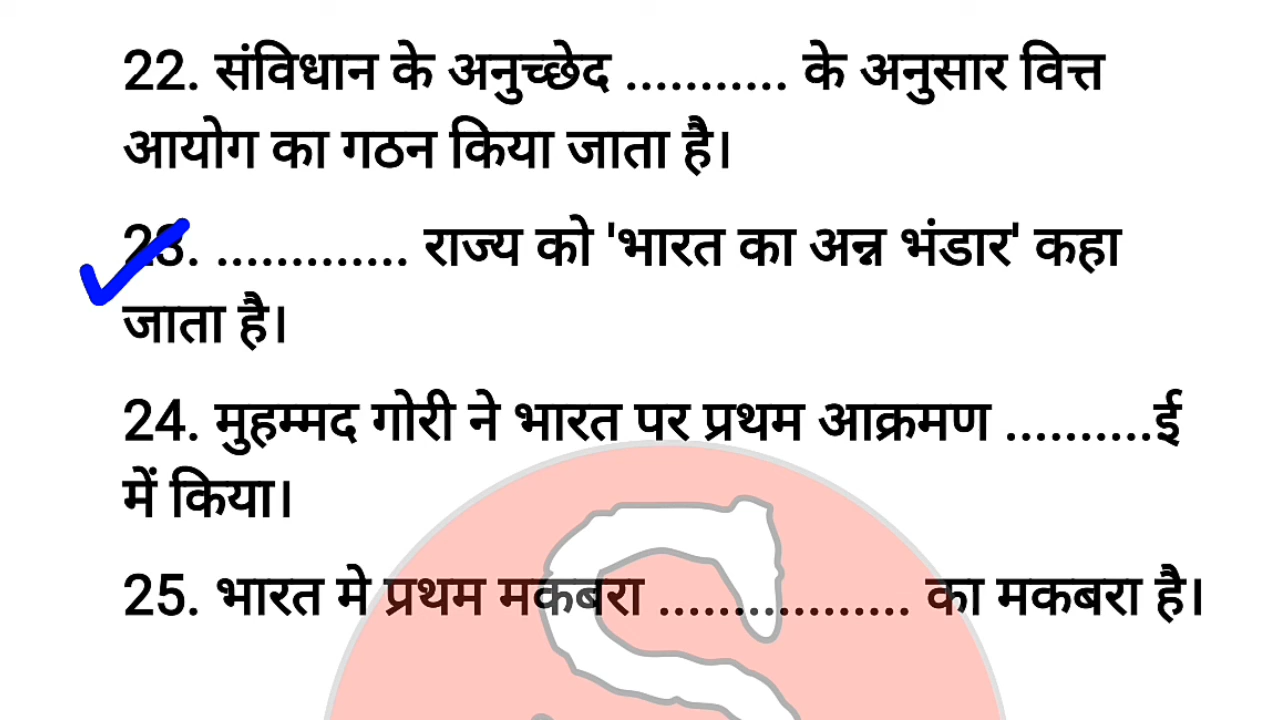 22. संविधान के अनुच्छेद ........... के अनुसार वित्त
आयोग का गठन किया जाता है।
23. ............. राज्य को 'भारत का अन्न भंडार' कहा
जाता है।
24. मुहम्मद गोरी ने भारत पर प्रथम आक्रमण ..........ई
में किया।
25. भारत मे प्रथम मकबरा ................. का मकबरा है।